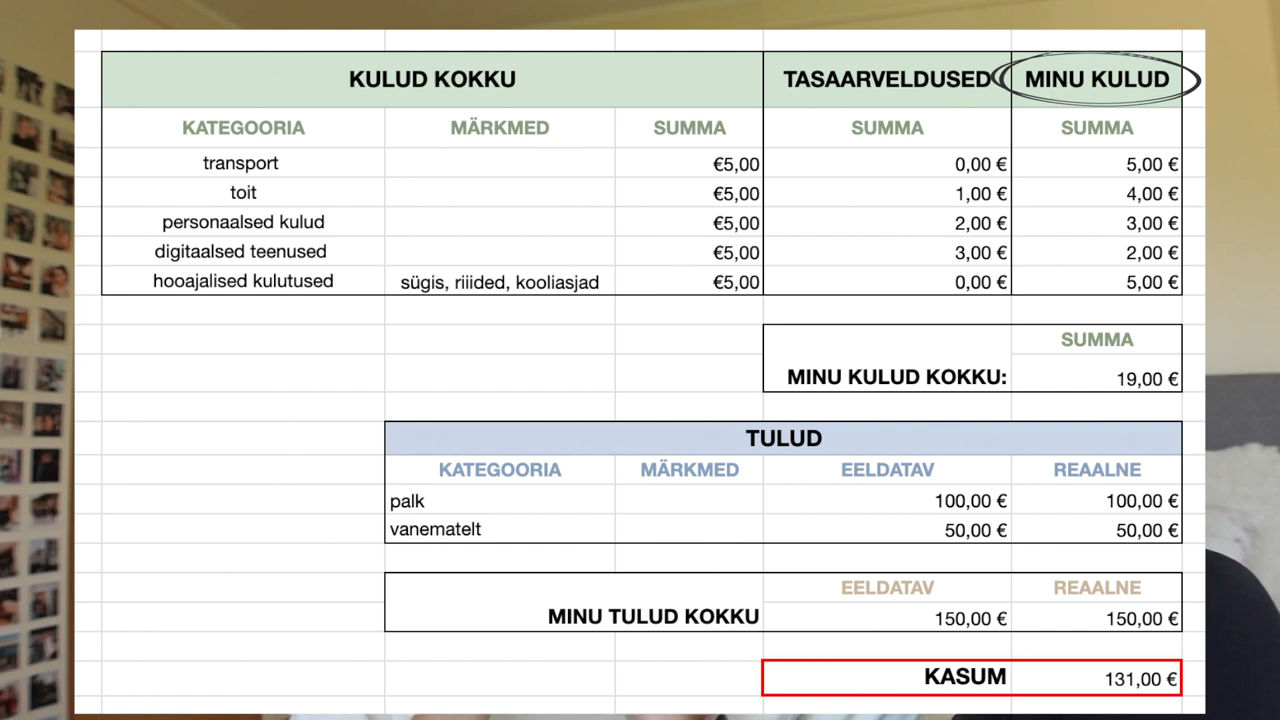 KULUD KOKKU TASAARVELDUSED MINU KULUD
KATEGOORIA MÄRKMED SUMMA SUMMA SUMMA
transport €5,00 0,00 € 5,00 €
toit €5,00 1,00 € 4,00 €
personaalsed kulud €5,00 2,00 € 3,00 €
digitaalsed teenused €5,00 3,00 € 2,00 €
hooajalised kulutused sügis, riiided, kooliasjad €5,00 0,00 € 5,00 €
SUMMA
MINU KULUD KOKKU: 19,00 €
TULUD
KATEGOORIA MÄRKMED EELDATAV REAALNE
palk 100,00 € 100,00 €
vanematelt 50,00 € 50,00 €
EELDATAV REAALNE
MINU TULUD KOKKU 150,00 € 150,00 €
KASUM 131,00 €